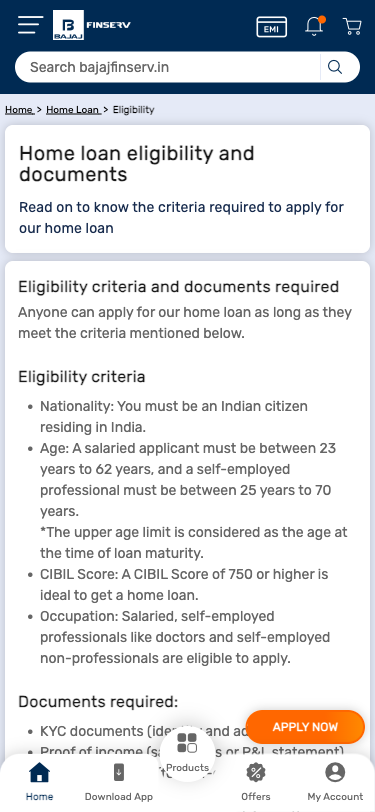 BAJAJ FINSERV
EMI
Search bajajfinserv.in
Home > Home Loan > Eligibility
Home loan eligibility and
documents
Read on to know the criteria required to apply for
our home loan
Eligibility criteria and documents required
Anyone can apply for our home loan as long as they
meet the criteria mentioned below.
Eligibility criteria
• Nationality: You must be an Indian citizen
residing in India.
• Age: A salaried applicant must be between 23
years to 62 years, and a self-employed
professional must be between 25 years to 70
years.
*The upper age limit is considered as the age at
the time of loan maturity.
• CIBIL Score: A CIBIL Score of 750 or higher is
ideal to get a home loan.
• Occupation: Salaried, self-employed
professionals like doctors and self-employed
non-professionals are eligible to apply.
Documents required:
• KYC documents
APPLY NOW
• Proof of income or P&L statement)
Products
Home
Download App
Offers
My Account